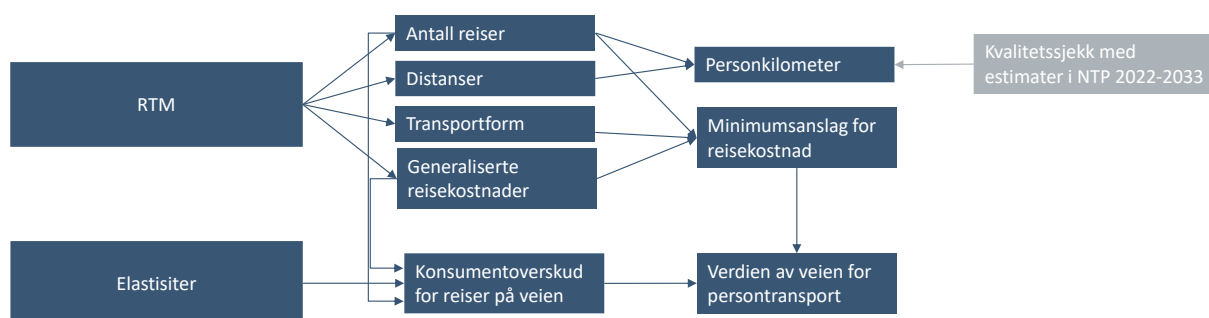 RTM
Antall reiser
Distanser
Transportform
Generaliserte
reisekostnader
Personkilometer
Kvalitetssjekk med
estimater i NTP 2022-2033
Minimumsanslag for
reisekostnad
Elastisiter
Konsumentoverskud
for reiser på veien
Verdien av veien for
persontransport